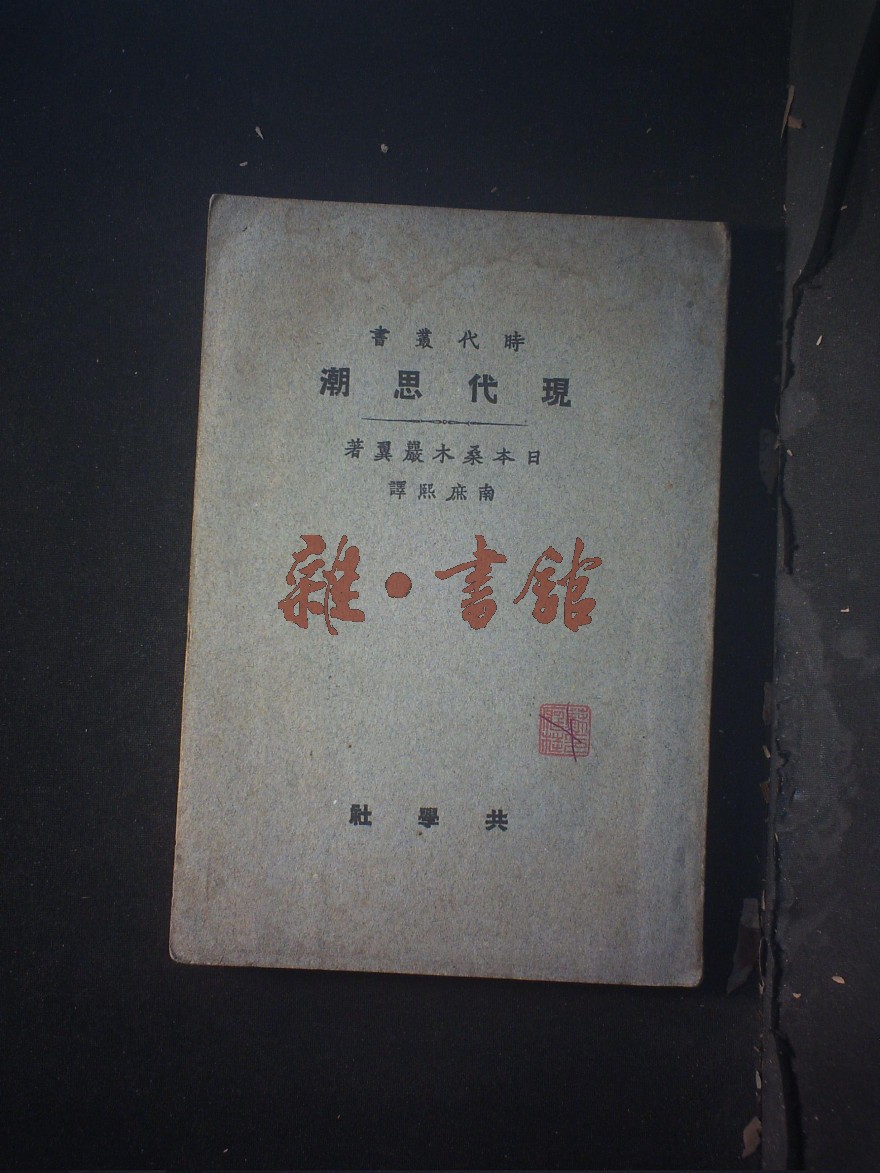 時代叢書
現代思潮
日本桑木嚴翼著
南庶熙譯
雜·書館
共學社